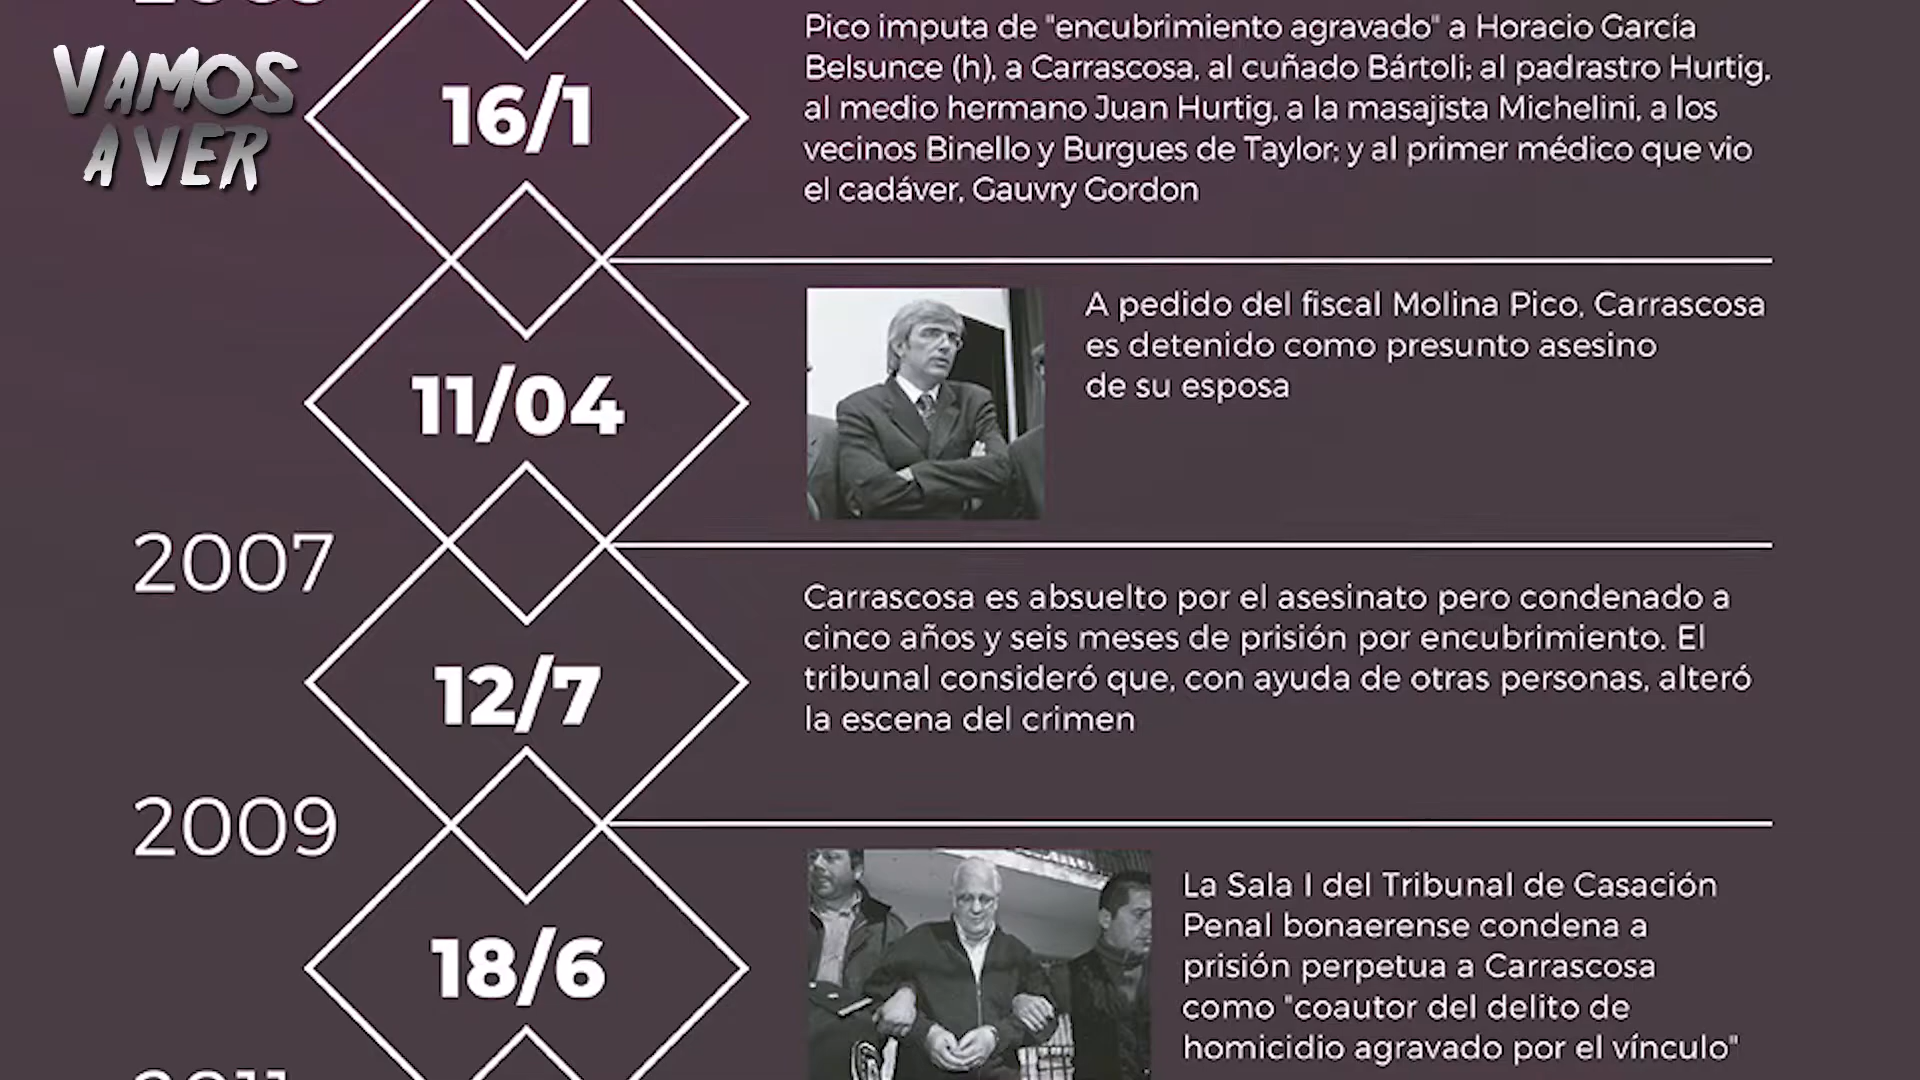 VAMOS
A VER
16/1
Pico imputa de "encubrimiento agravado" a Horacio García
Belsunce (h), a Carrascosa, al cuñado Bártoli; al padrastro Hurtig,
al medio hermano Juan Hurtig, a la masajista Michelini, a los
vecinos Binello y Burgues de Taylor; y al primer médico que vio
el cadáver, Gauvry Gordon
11/04
A pedido del fiscal Molina Pico, Carrascosa
es detenido como presunto asesino
de su esposa
2007
12/7
Carrascosa es absuelto por el asesinato pero condenado a
cinco años y seis meses de prisión por encubrimiento. El
tribunal consideró que, con ayuda de otras personas, alteró
la escena del crimen
2009
18/6
La Sala I del Tribunal de Casación
Penal bonaerense condena a
prisión perpetua a Carrascosa
como "coautor del delito de
homicidio agravado por el vínculo"